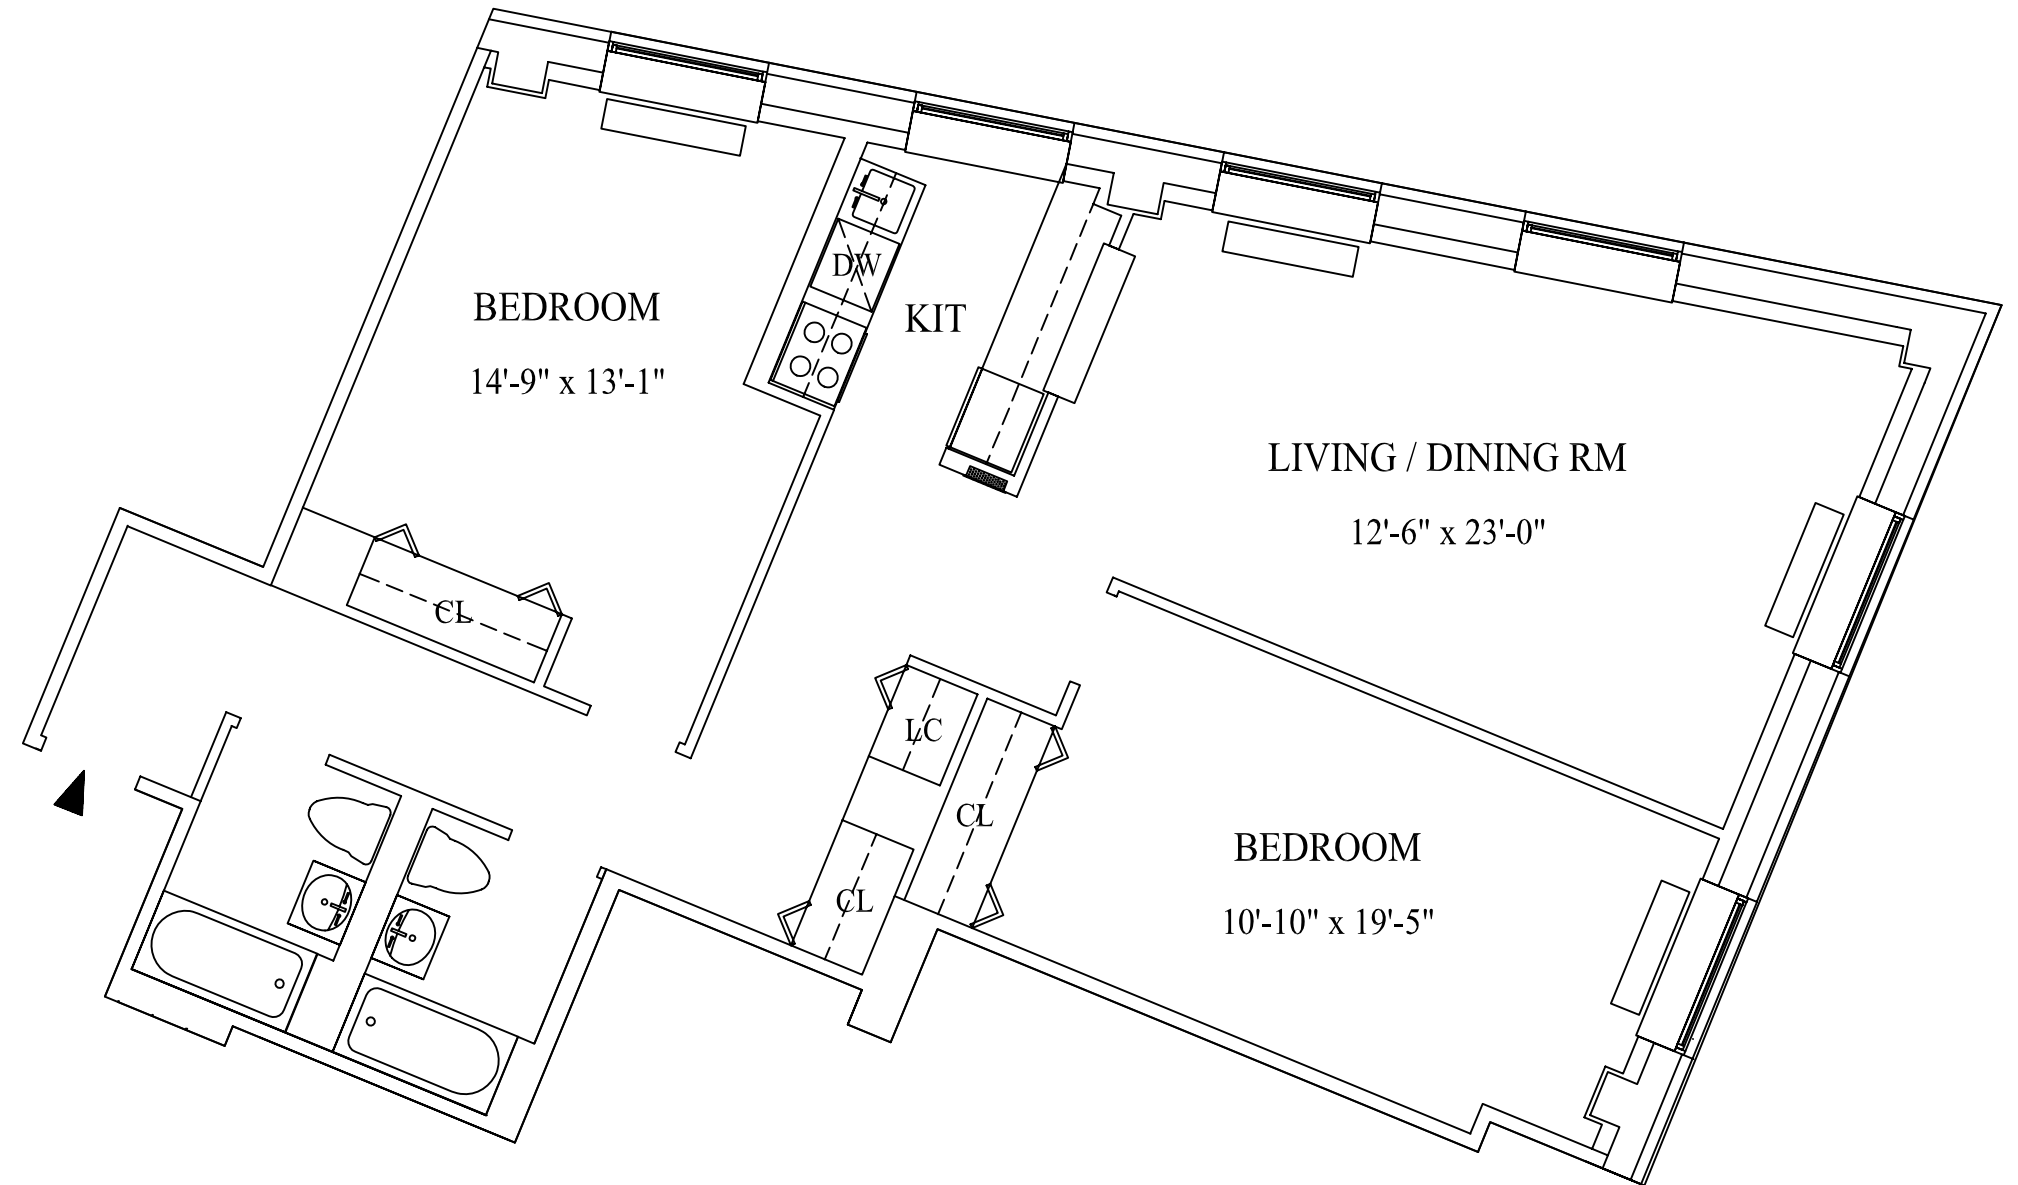 DW
BEDROOM
14'-9" x 13'-1"
KIT
LIVING / DINING RM
12'-6" x 23'-0"
CL
LC
CL
BEDROOM
10'-10" x 19'-5"
CL